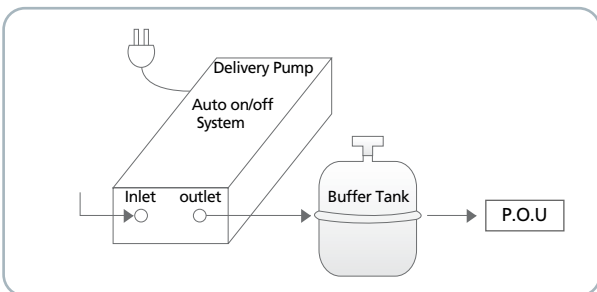 Delivery Pump
Auto on/off
System
Inlet
outlet
Buffer Tank
P.O.U